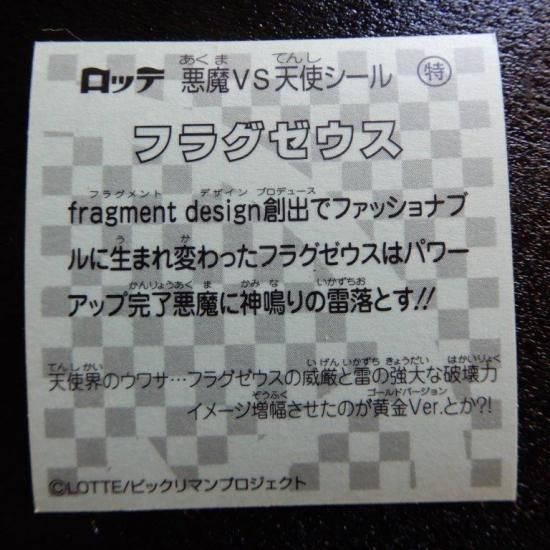 ロッテ 悪魔VS天使シール 特
あくま てんし
フラグゼウス
フラグメント デザイン プロデュース
fragment design創出でファッショナブ
う か
ルに生まれ変わったフラグゼウスはパワー
かんりょうあくま かみな いかずちお
アップ完了悪魔に神鳴りの雷落とす!!
てんしかい いげん いかずち きょうだい はかいりょく
天使界のウワサ…フラグゼウスの威厳と雷の強大な破壊力
ぞうふく ゴールドバージョン
イメージ増幅させたのが黄金Ver.とか?!
©LOTTE/ビックリマンプロジェクト